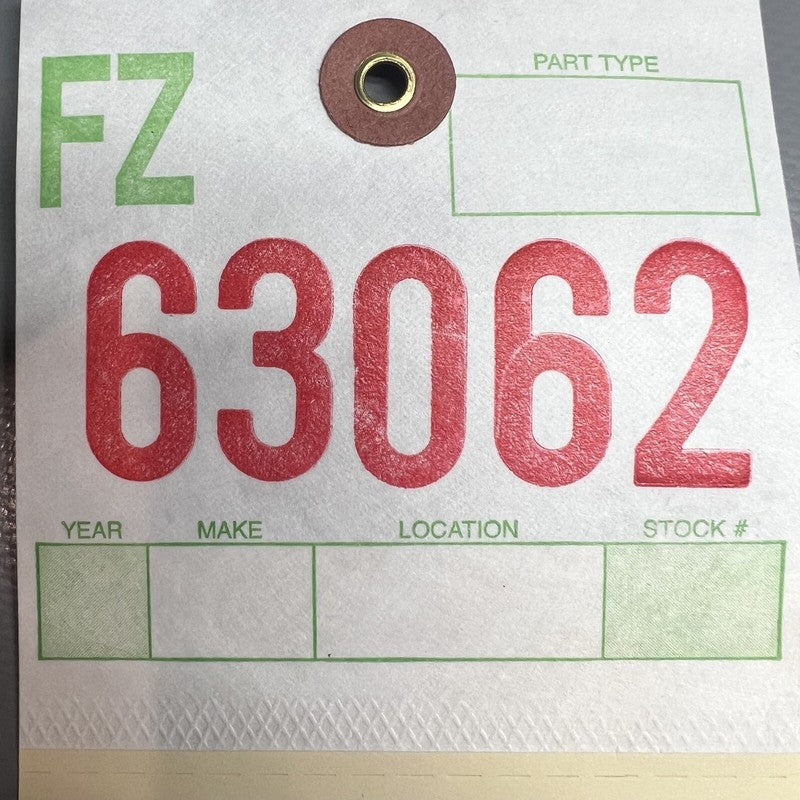 FZ
PART TYPE
63062
YEAR MAKE LOCATION STOCK #